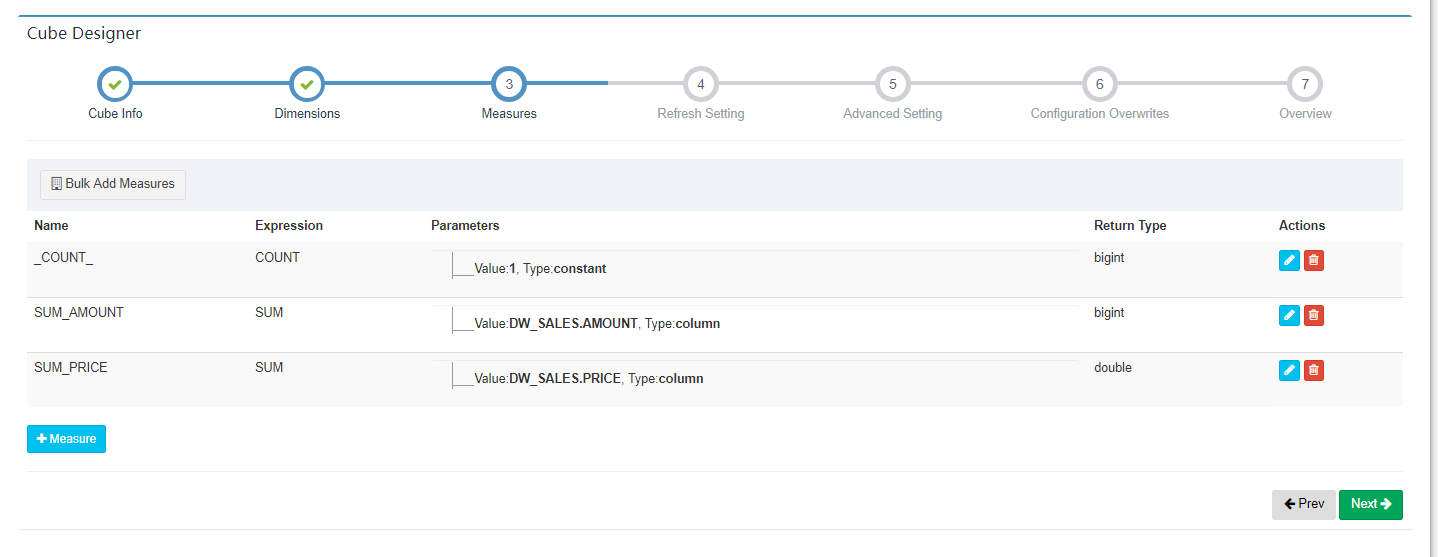 Cube Designer
3 4 5 6 7
Cube Info Dimensions Measures Refresh Setting Advanced Setting Configuration Overwrites Overview
Bulk Add Measures
Name Expression Parameters Return Type Actions
_COUNT_ COUNT Value:1, Type:constant bigint
SUM_AMOUNT SUM Value:DW_SALES.AMOUNT, Type:column bigint
SUM_PRICE SUM Value:DW_SALES.PRICE, Type:column double
+ Measure
Prev Next